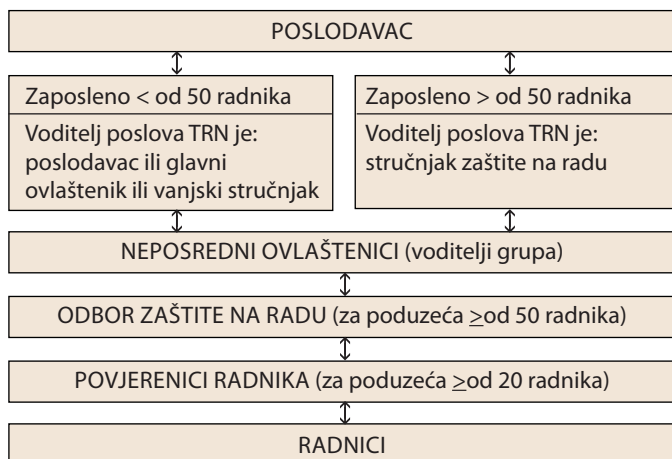 POSLODAVAC
Zaposleno < od 50 radnika
Voditelj poslova TRN je:
poslodavac ili glavni
ovlaštenik ili vanjski stručnjak
Zaposleno > od 50 radnika
Voditelj poslova TRN je:
stručnjak zaštite na radu
NEPOSREDNI OVLAŠTENICI (voditelji grupa)
ODBOR ZAŠTITE NA RADU (za poduzeća ≥od 50 radnika)
POVJERENICI RADNIKA (za poduzeća ≥od 20 radnika)
RADNICI